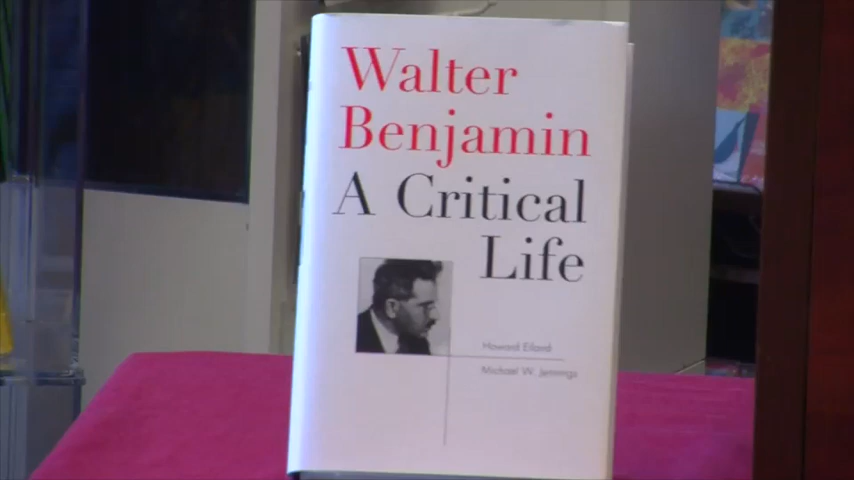 Walter
Benjamin
A Critical
Life
Howard Eiland
Michael W. Jennings